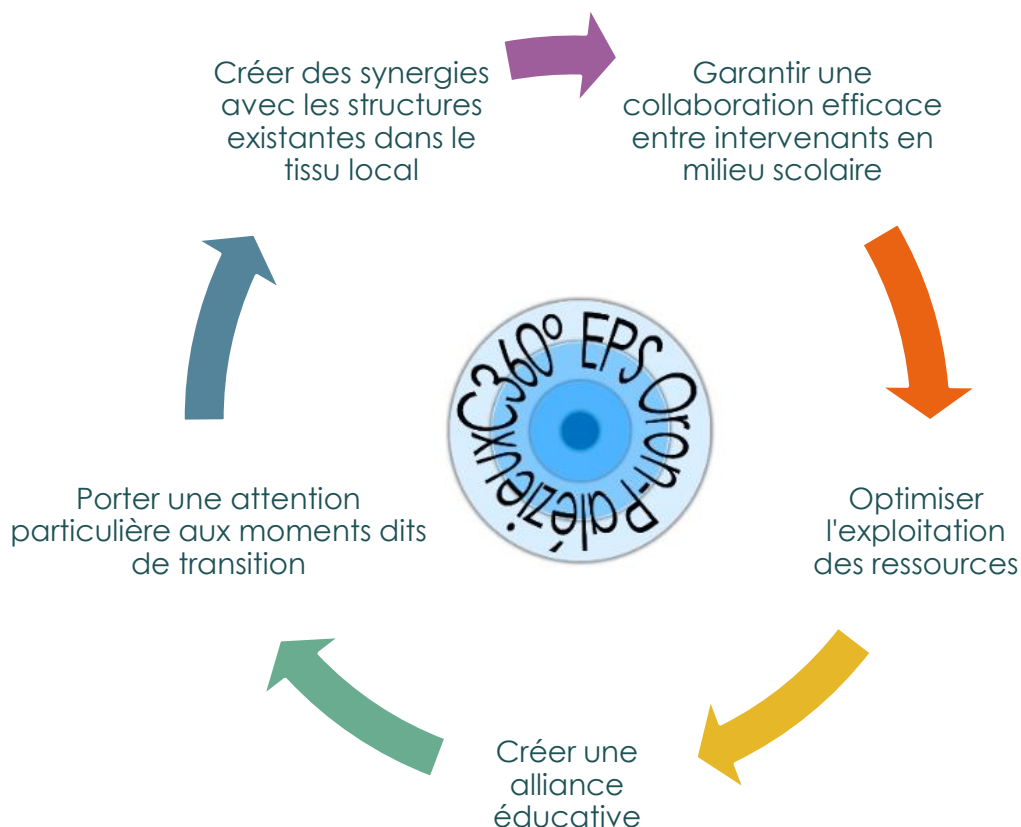 Créer des synergies
avec les structures
existantes dans le
tissu local
Garantir une
collaboration efficace
entre intervenants en
milieu scolaire
Optimiser
l'exploitation
des ressources
Créer une
alliance
éducative
Porter une attention
particulière aux moments dits
de transition
C360° EPS Oron-Palézieux